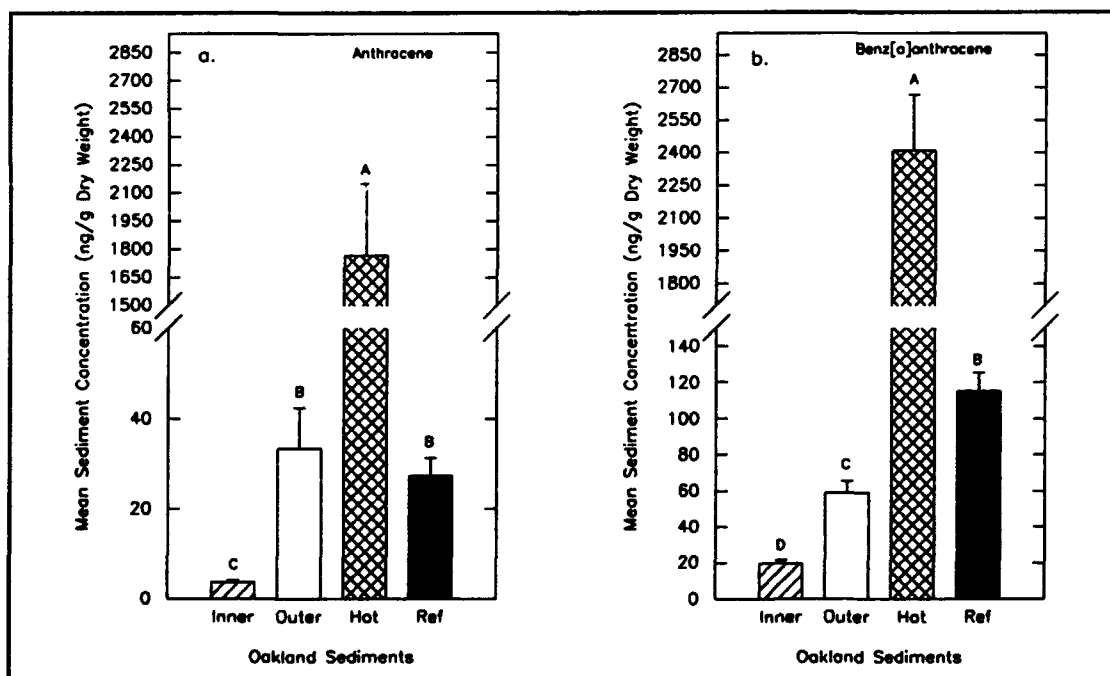 a.
Anthracene
Mean Sediment Concentration (ng/g Dry Weight)
2850
2700
2550
2400
2250
2100
1950
1800
1650
1500
60
40
20
0
A
B
B
C
Inner Outer Hot Ref
Oakland Sediments
b.
Benz[a]anthracene
Mean Sediment Concentration (ng/g Dry Weight)
2850
2700
2550
2400
2250
2100
1950
1800
140
120
100
80
60
40
20
0
A
B
C
D
Inner Outer Hot Ref
Oakland Sediments